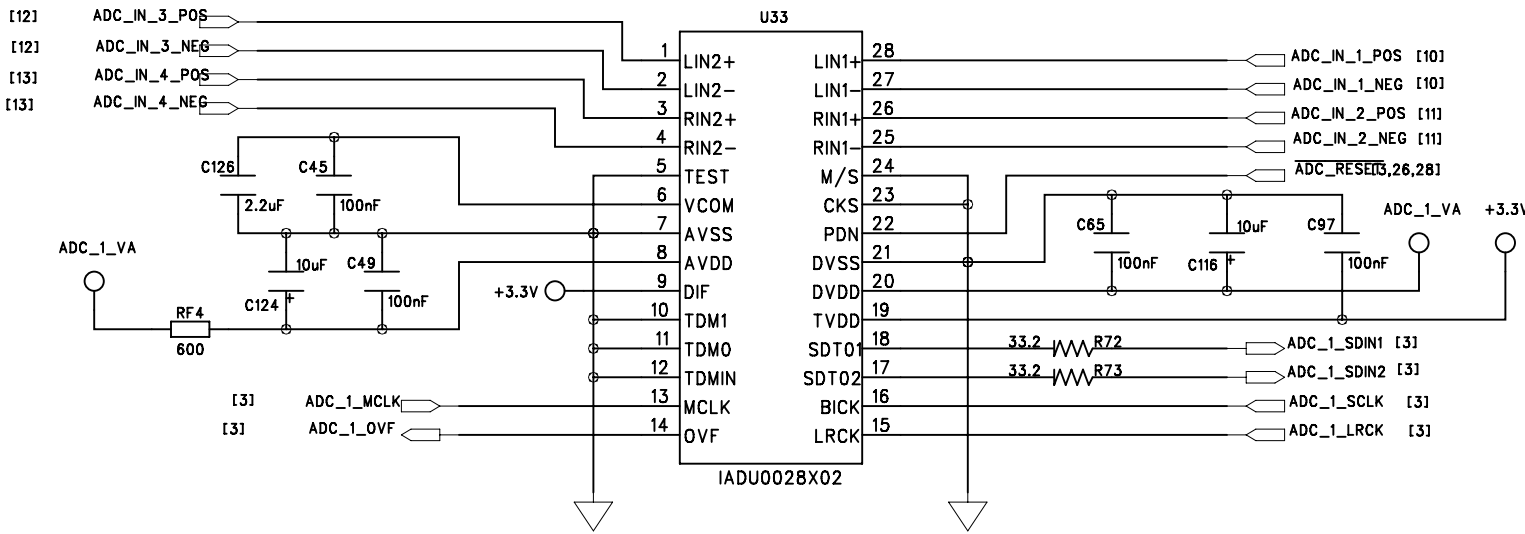 U33
[12] ADC_IN_3_POS
[12] ADC_IN_3_NEG
[13] ADC_IN_4_POS
[13] ADC_IN_4_NEG
1 LIN2+
2 LIN2-
3 RIN2+
4 RIN2-
5 TEST
6 VCOM
7 AVSS
8 AVDD
9 DIF
10 TDM1
11 TDM0
12 TDMIN
13 MCLK
14 OVF
28 LIN1+
27 LIN1-
26 RIN1+
25 RIN1-
24 M/S
23 CKS
22 PDN
21 DVSS
20 DVDD
19 TVDD
18 SDTO1
17 SDTO2
16 BICK
15 LRCK
IADU0028X02
C126
2.2uF
C45
100nF
ADC_1_VA
10uF
C124
+
C49
100nF
RF4
600
+3.3V
[3] ADC_1_MCLK
[3] ADC_1_OVF
ADC_IN_1_POS [10]
ADC_IN_1_NEG [10]
ADC_IN_2_POS [11]
ADC_IN_2_NEG [11]
ADC_RESET[3,26,28]
C65
100nF
10uF
C116
+
C97
100nF
ADC_1_VA
+3.3V
33.2 R72
ADC_1_SDIN1 [3]
33.2 R73
ADC_1_SDIN2 [3]
ADC_1_SCLK [3]
ADC_1_LRCK [3]